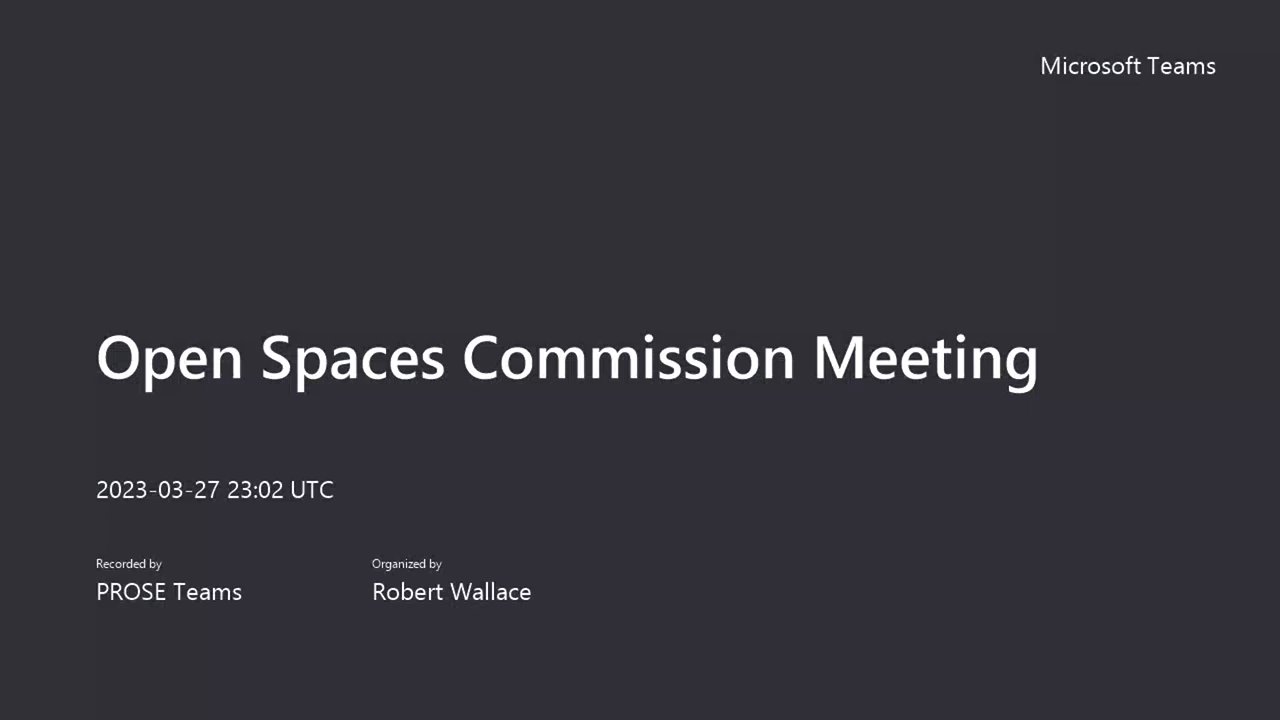 Microsoft Teams
Open Spaces Commission Meeting
2023-03-27 23:02 UTC
Recorded by
PROSE Teams
Organized by
Robert Wallace